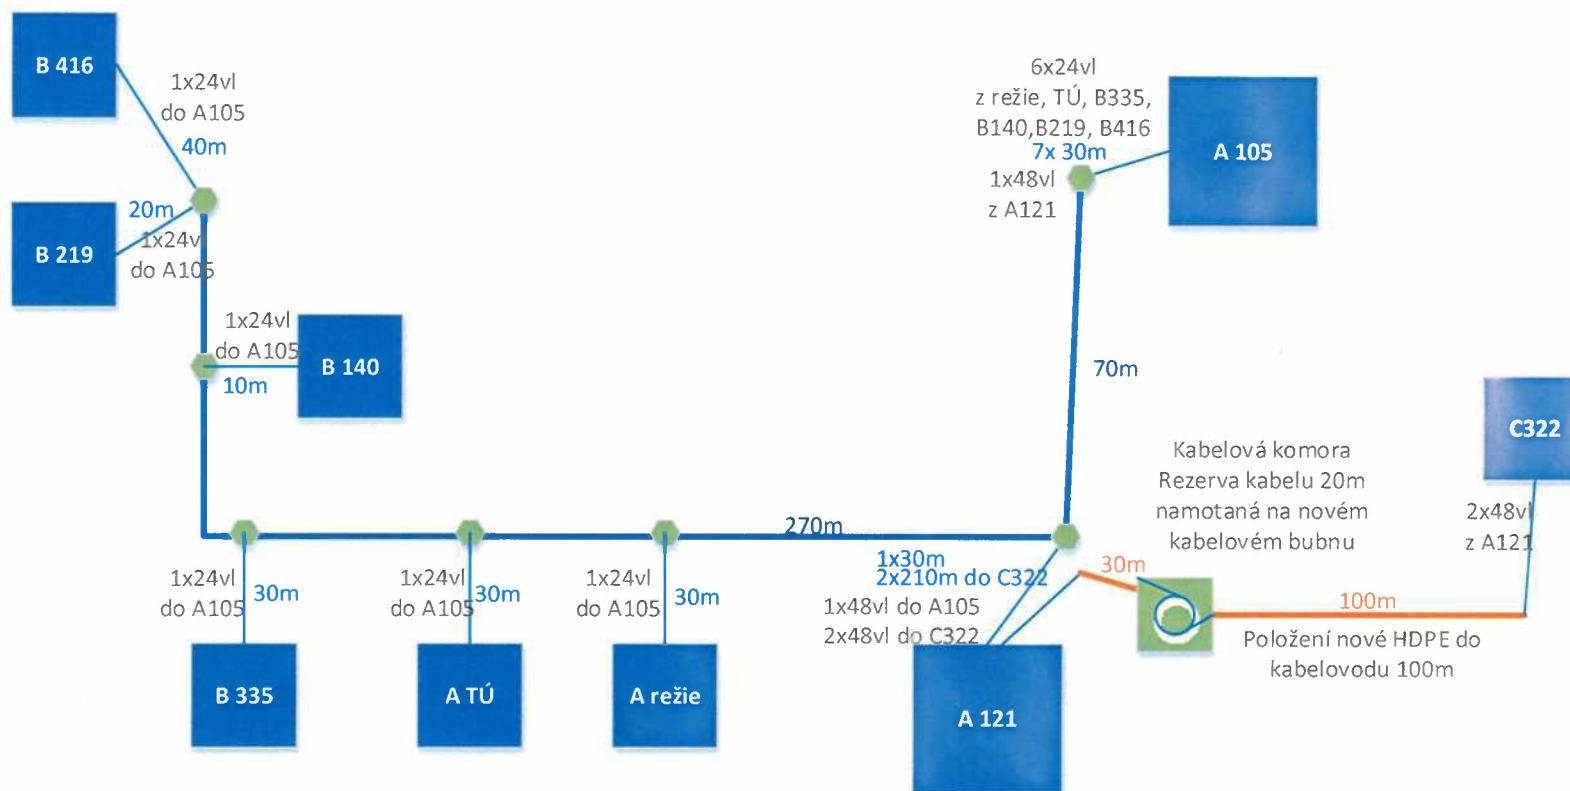 B 416
1x24vl
do A105
40m
B 219
20m
1x24vl
do A105
1x24vl
do A105
10m
B 140
6x24vl
z režie, TÚ, B335,
B140,B219, B416
7x 30m
1x48vl
z A121
A 105
70m
C322
2x48vl
z A121
Kabelová komora
Rezerva kabelu 20m
namotaná na novém
kabelovém bubnu
270m
1x30m
2x210m do C322
1x48vl do A105
2x48vl do C322
30m
100m
Položení nové HDPE do
kabelovodu 100m
1x24vl
do A105
30m
1x24vl
do A105
30m
1x24vl
do A105
30m
B 335
A TÚ
A režie
A 121